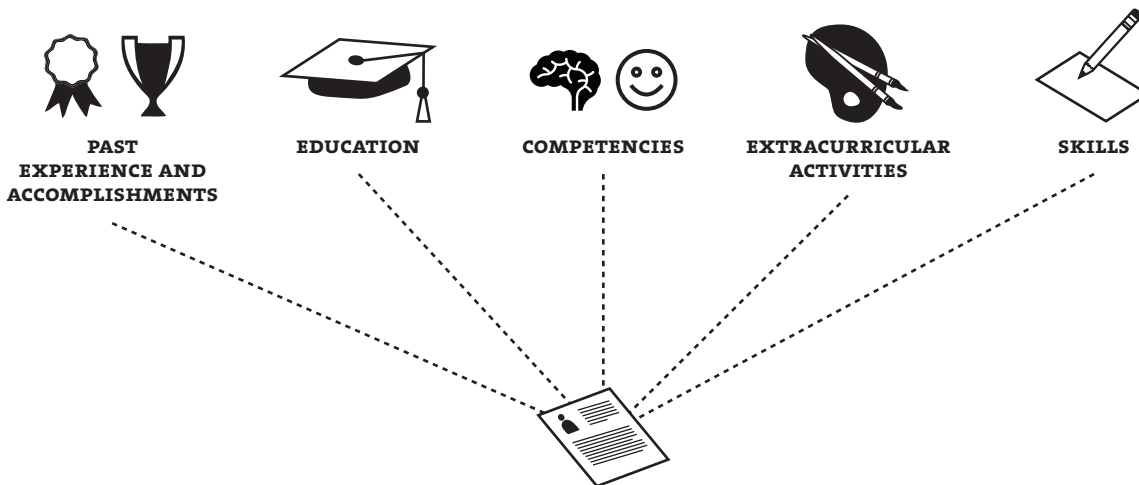 PAST
EXPERIENCE AND
ACCOMPLISHMENTS
EDUCATION
COMPETENCIES
EXTRACURRICULAR
ACTIVITIES
SKILLS